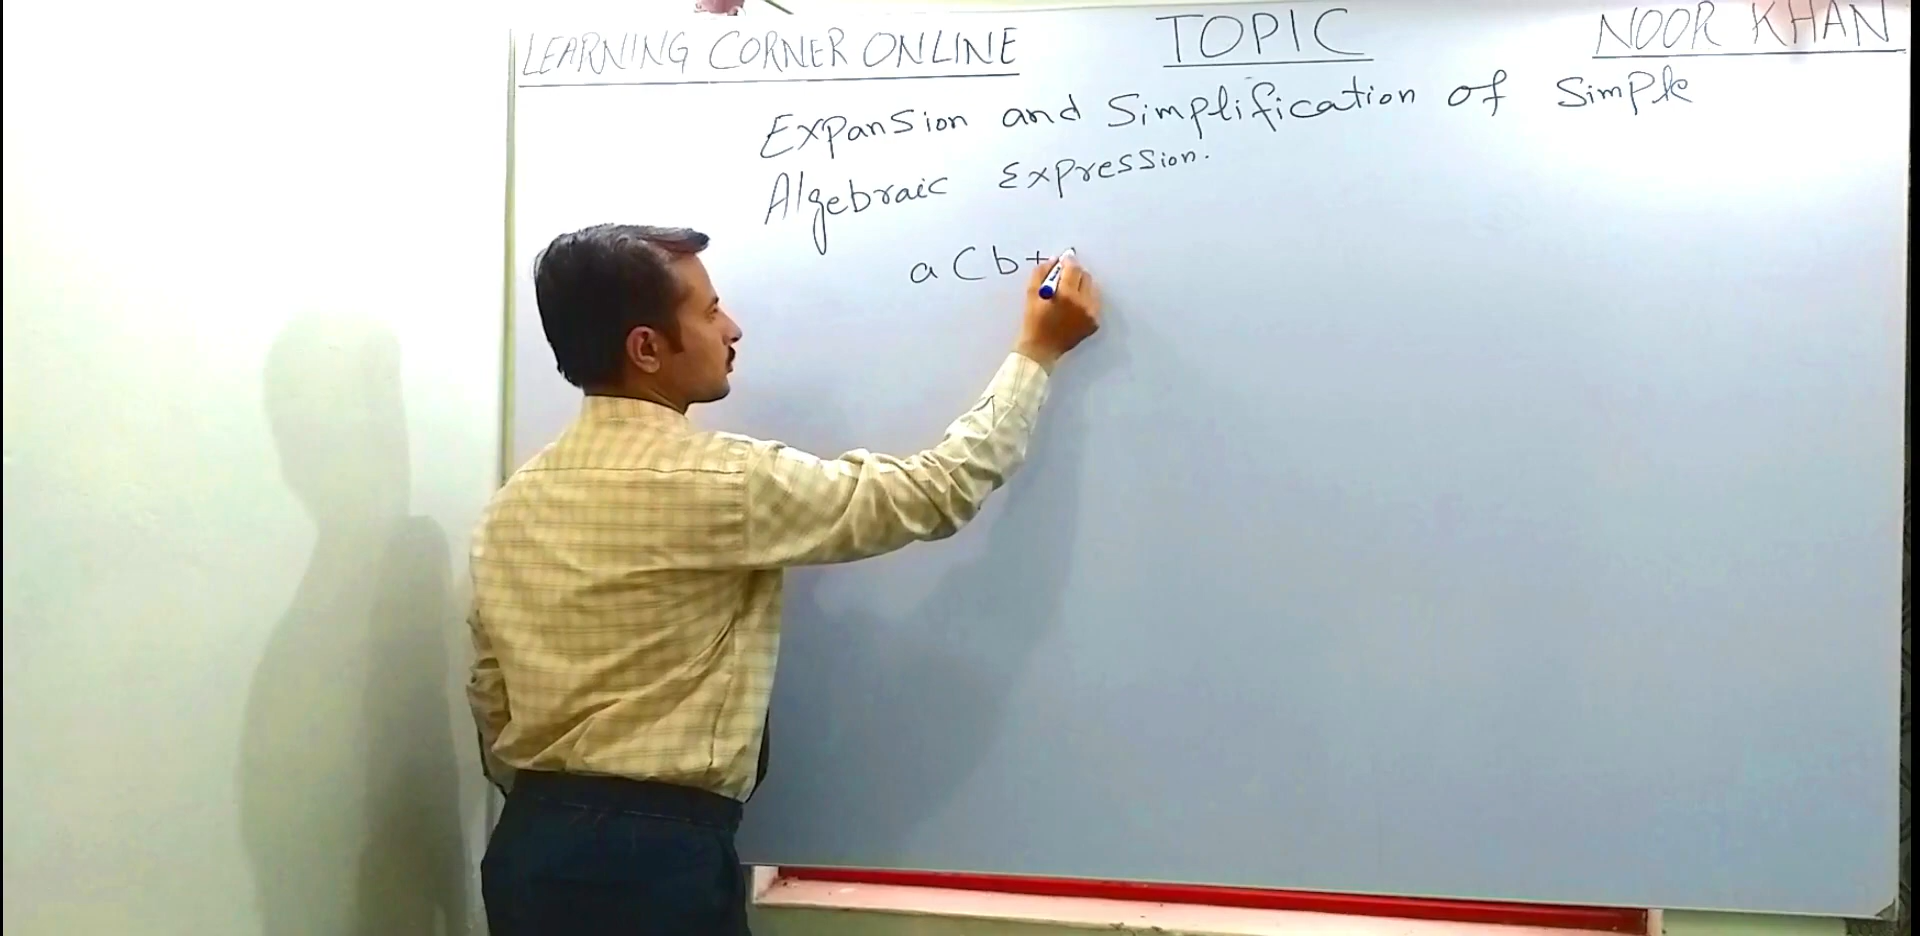 LEARNING CORNER ONLINE TOPIC NOOR KHAN
Expansion and Simplification of Simple
Algebraic Expression.
a (b+